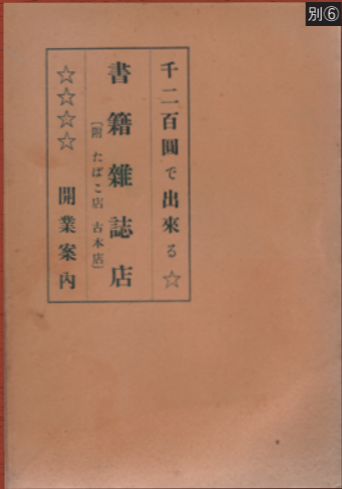 別⑥
千二百圓で出來る☆
書籍雜誌店
〔附 たばこ店 古本店〕
☆☆☆☆ 開業案內